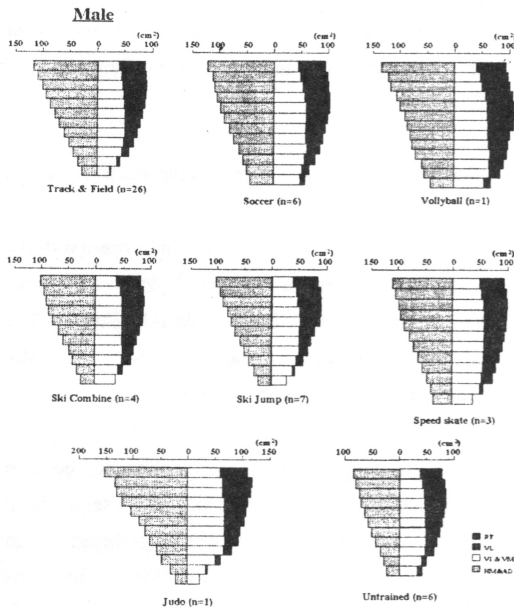 Male
(cm²) (cm²) (cm²)
150 100 50 0 50 100 150 100 50 0 50 100 150 100 50 0 50 100
Track & Field (n=26) Soccer (n=6) Vollyball (n=1)
(cm²) (cm²) (cm²)
150 100 50 0 50 100 150 100 50 0 50 100 150 100 50 0 50 100
Ski Combine (n=4) Ski Jump (n=7) Speed skate (n=3)
(cm²) (cm²)
200 150 100 50 0 50 100 150 100 50 0 50 100
RF
VL
VI & VM
HM&AD
Judo (n=1) Untrained (n=6)